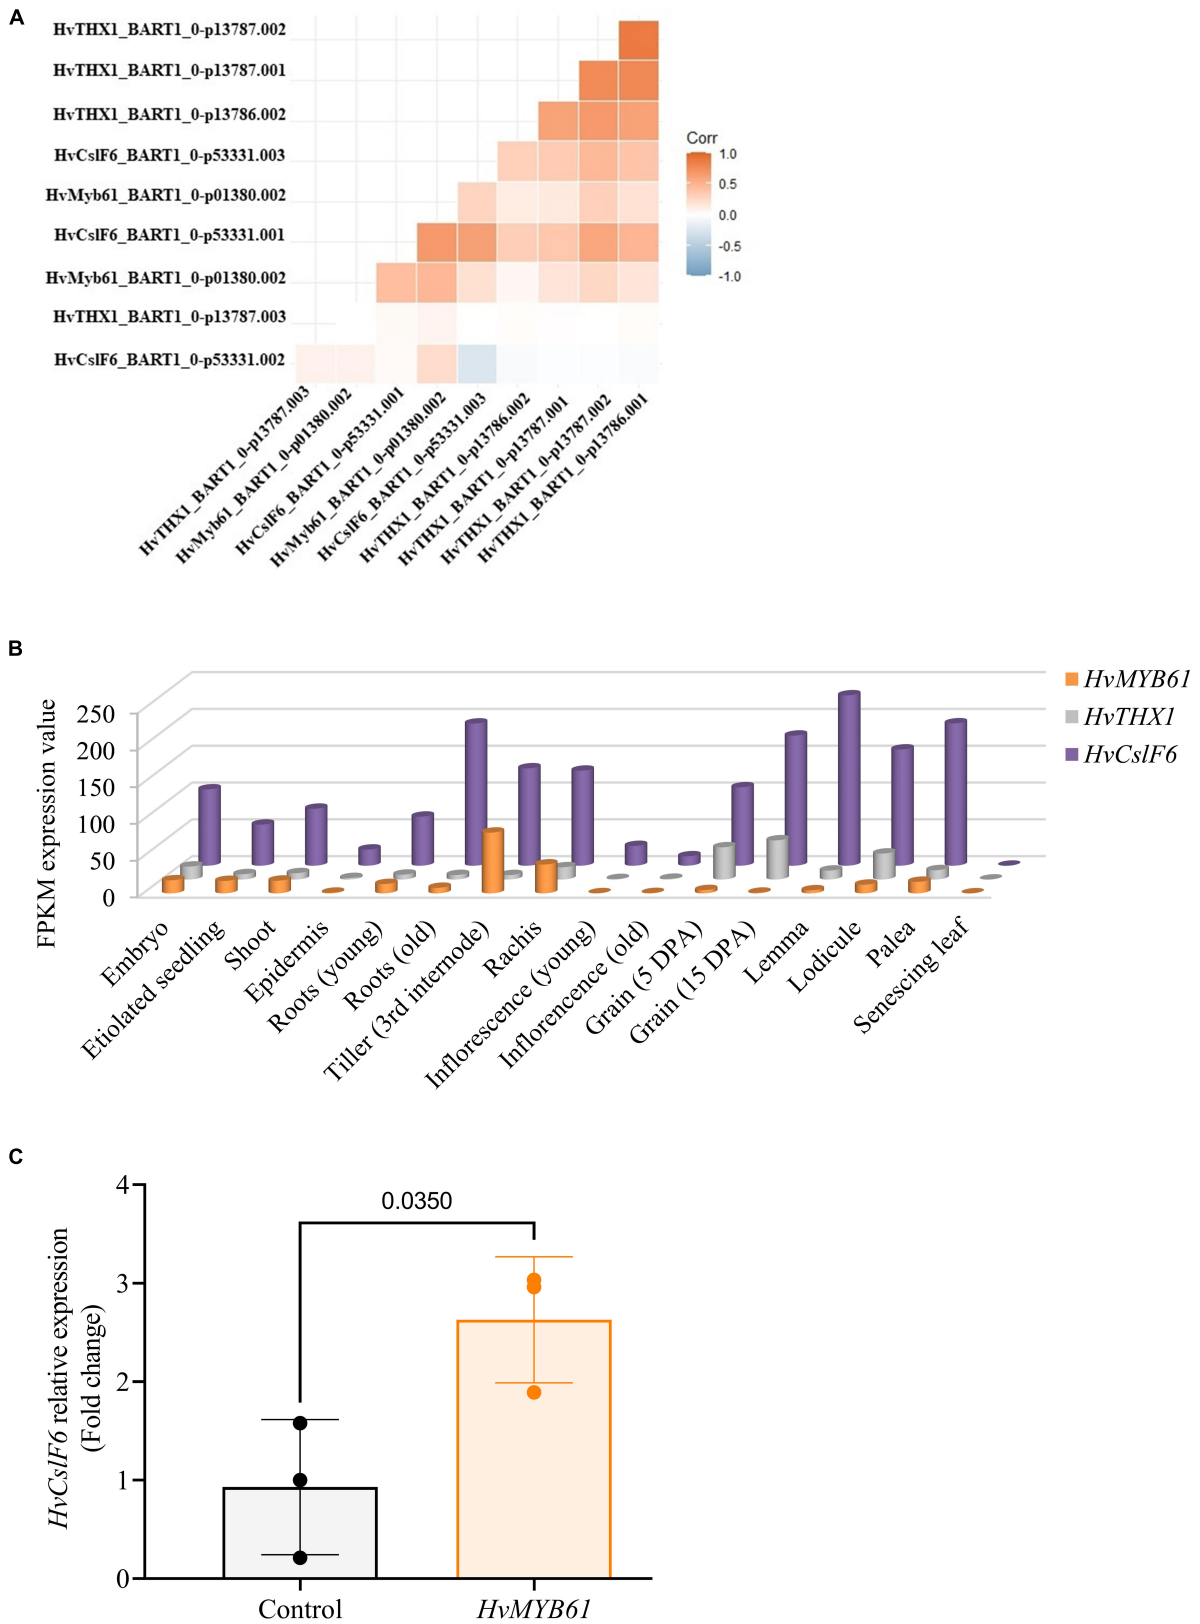 A
HvTHX1_BART1_0-p13787.002
HvTHX1_BART1_0-p13787.001
HvTHX1_BART1_0-p13786.002
HvCslF6_BART1_0-p53331.003
HvMyb61_BART1_0-p01380.002
HvCslF6_BART1_0-p53331.001
HvMyb61_BART1_0-p01380.002
HvTHX1_BART1_0-p13787.003
HvCslF6_BART1_0-p53331.002
Corr
1.0
0.5
0.0
-0.5
-1.0
HvTHX1_BART1_0-p13787.003
HvMyb61_BART1_0-p01380.002
HvCslF6_BART1_0-p53331.001
HvMyb61_BART1_0-p01380.002
HvCslF6_BART1_0-p53331.003
HvTHX1_BART1_0-p13786.002
HvTHX1_BART1_0-p13787.001
HvTHX1_BART1_0-p13787.002
HvTHX1_BART1_0-p13786.001
B
FPKM expression value
250
200
150
100
50
0
HvMYB61
HvTHX1
HvCslF6
Embryo
Etiolated seedling
Shoot
Epidermis
Roots (young)
Roots (old)
Tiller (3rd internode)
Rachis
Inflorescence (young)
Inflorencence (old)
Grain (5 DPA)
Grain (15 DPA)
Lemma
Lodicule
Palea
Senescing leaf
C
HvCslF6 relative expression
(Fold change)
4
3
2
1
0
0.0350
Control
HvMYB61